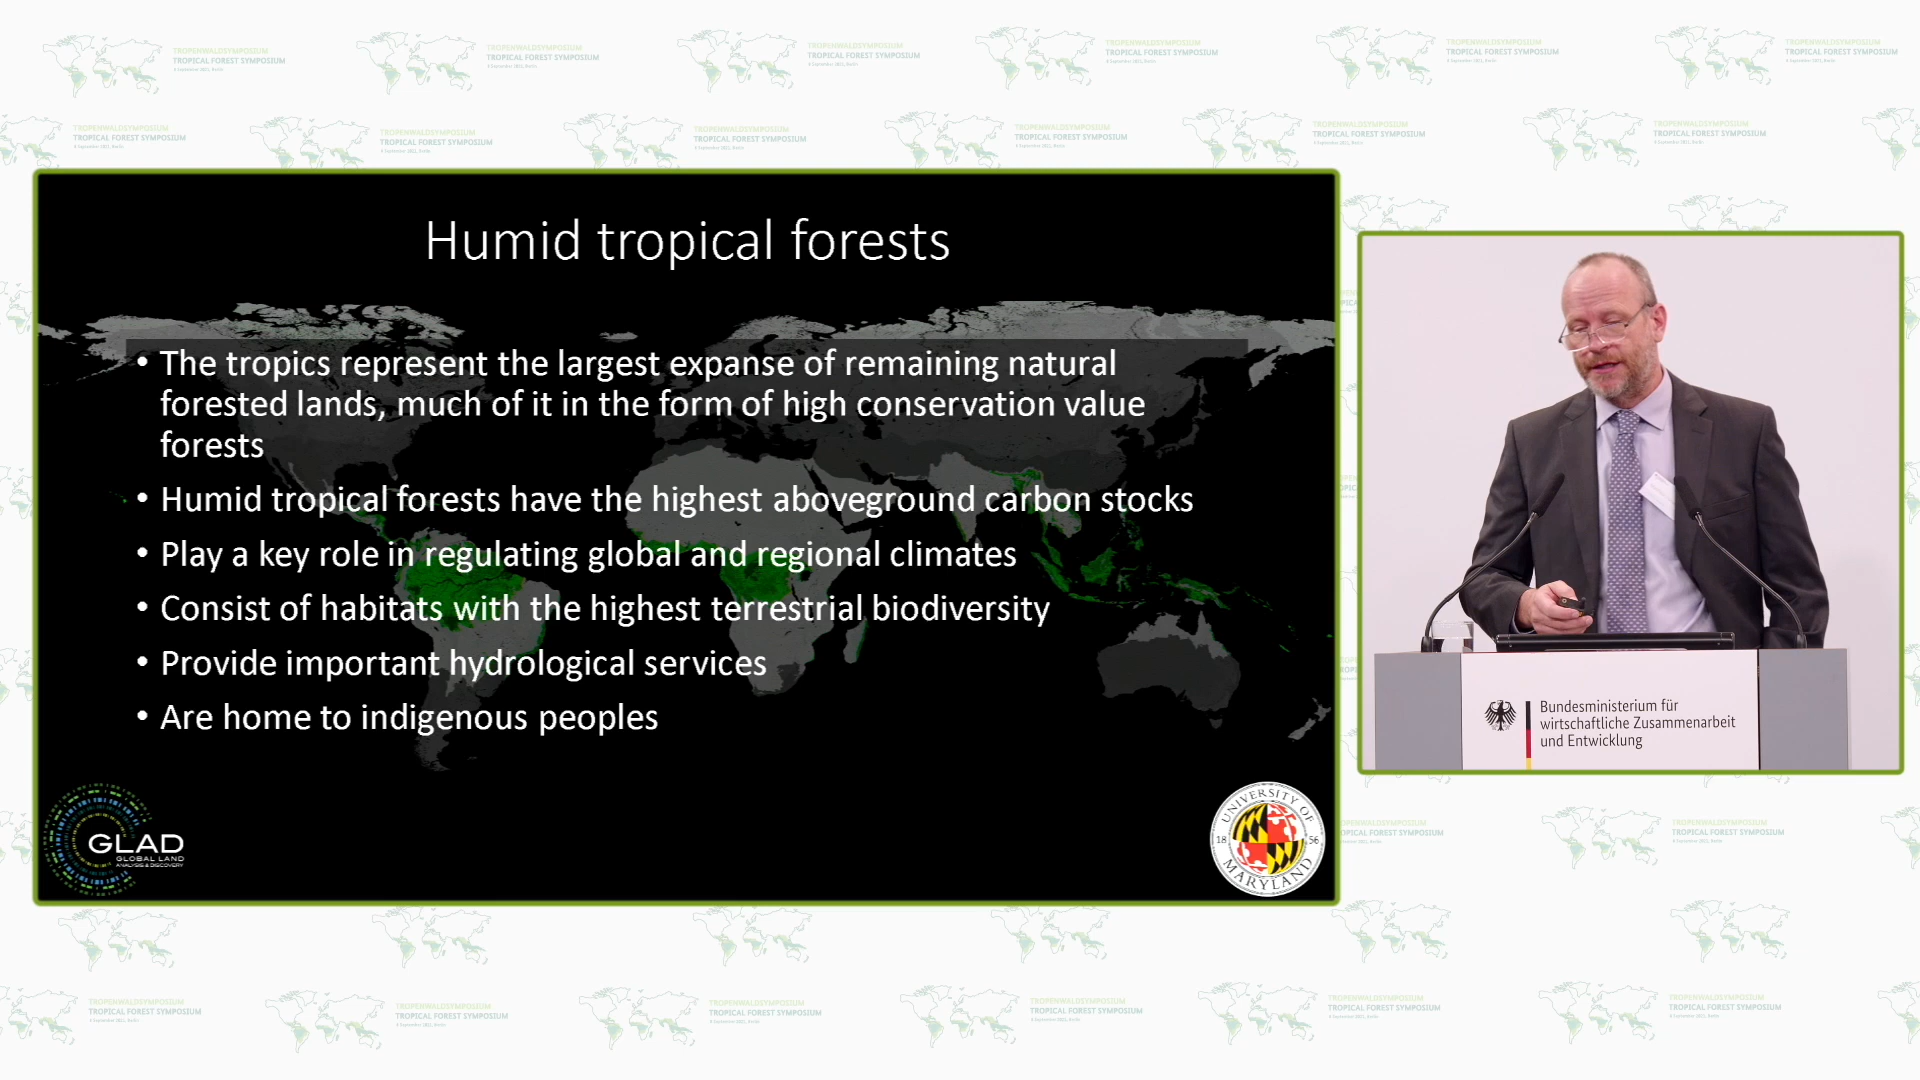 TROPENWALDSYMPOSIUM
TROPICAL FOREST SYMPOSIUM
Humid tropical forests
• The tropics represent the largest expanse of remaining natural
forested lands, much of it in the form of high conservation value
forests
• Humid tropical forests have the highest aboveground carbon stocks
• Play a key role in regulating global and regional climates
• Consist of habitats with the highest terrestrial biodiversity
• Provide important hydrological services
• Are home to indigenous peoples
GLAD
GLOBAL LAND
ANALYSIS & DISCOVERY
UNIVERSITY OF
18 56
MARYLAND
Bundesministerium für
wirtschaftliche Zusammenarbeit
und Entwicklung